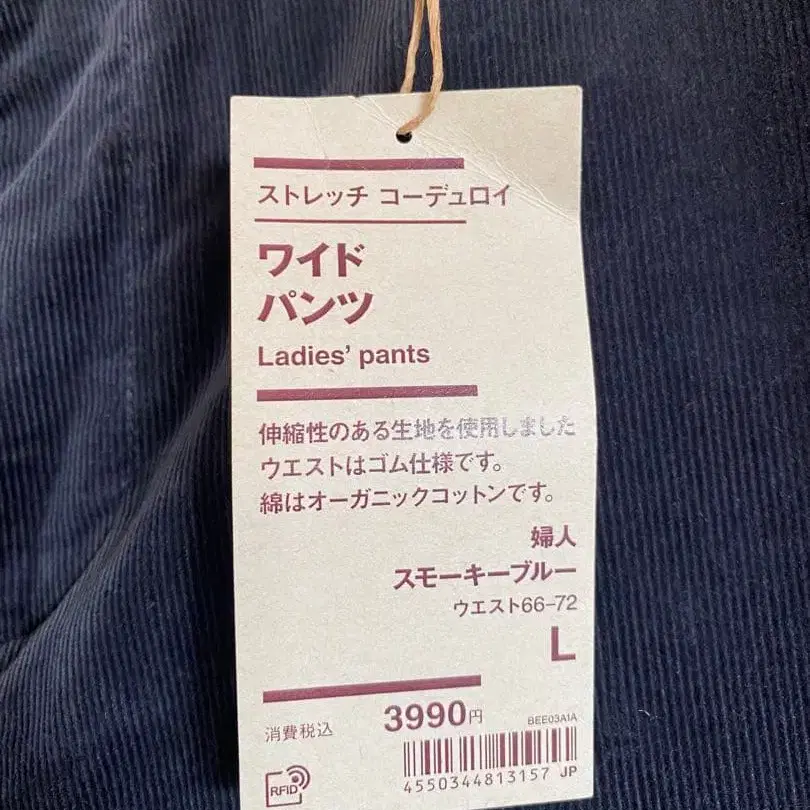 ストレッチ コーデュロイ
ワイド
パンツ
Ladies' pants
伸縮性のある生地を使用しました
ウエストはゴム仕様です。
綿はオーガニックコットンです。
婦人
スモーキーブルー
ウエスト66-72
L
消費税込 3990円 BEE03A1A
4550344813157 JP
RFID